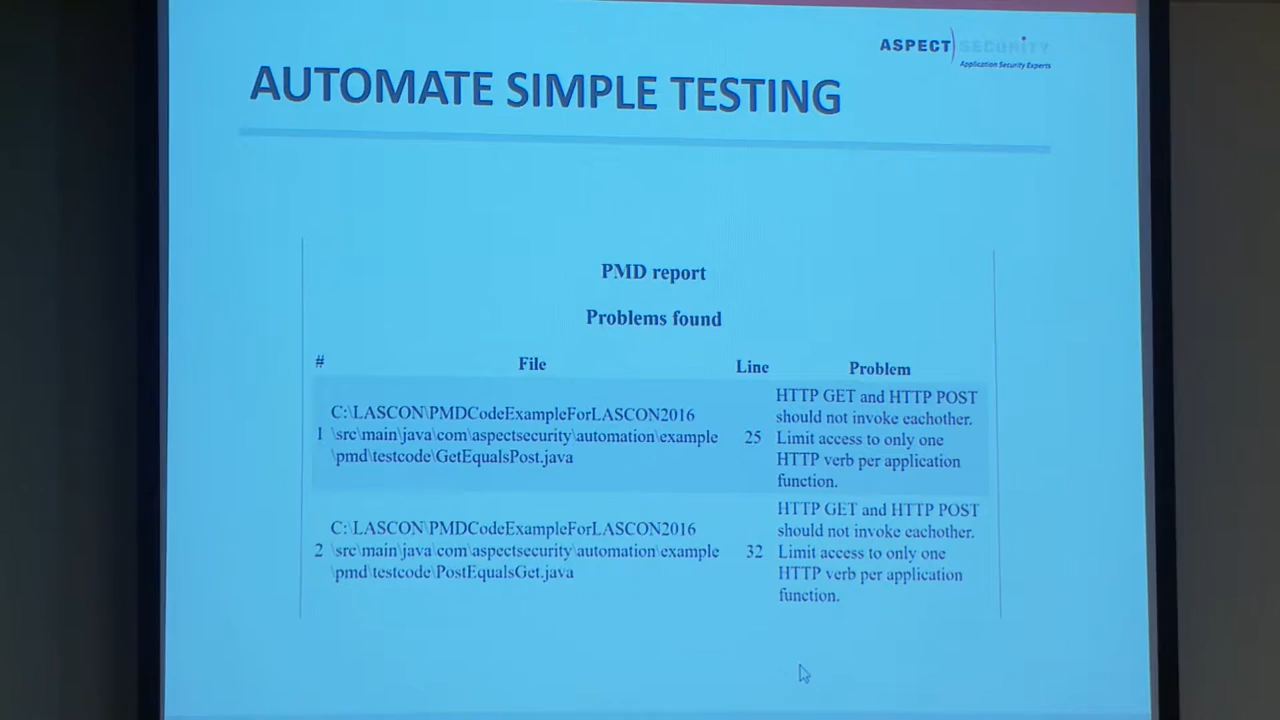 ASPECT SECURITY
Application Security Experts
AUTOMATE SIMPLE TESTING
PMD report
Problems found
# File Line Problem
HTTP GET and HTTP POST
C:\LASCON\PMDCodeExampleForLASCON2016
should not invoke eachother.
1 \src\main\java\com\aspectsecurity\automation\example 25 Limit access to only one
\pmd\testcode\GetEqualsPost.java
HTTP verb per application
function.
HTTP GET and HTTP POST
C:\LASCON\PMDCodeExampleForLASCON2016
should not invoke eachother.
2 \src\main\java\com\aspectsecurity\automation\example 32 Limit access to only one
\pmd\testcode\PostEqualsGet.java
HTTP verb per application
function.